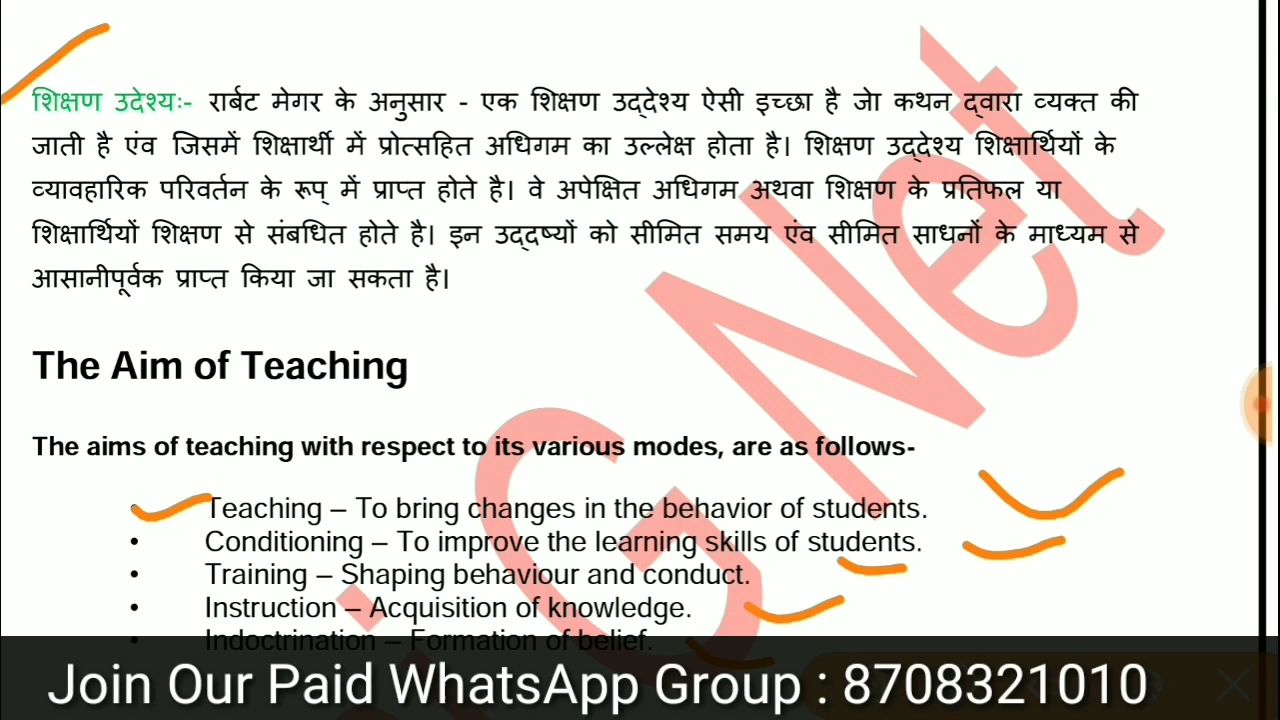 शिक्षण उदेश्यः- रार्बट मेगर के अनुसार - एक शिक्षण उद्देश्य ऐसी इच्छा है जेा कथन द्वारा व्यक्त की
जाती है एंव जिसमें शिक्षार्थी में प्रोत्सहित अधिगम का उल्लेक्ष होता है। शिक्षण उद्देश्य शिक्षार्थियों के
व्यावहारिक परिवर्तन के रूप् में प्राप्त होते है। वे अपेक्षित अधिगम अथवा शिक्षण के प्रतिफल या
शिक्षार्थियों शिक्षण से संबधित होते है। इन उद्दष्यों को सीमित समय एंव सीमित साधनों के माध्यम से
आसानीपूर्वक प्राप्त किया जा सकता है।
The Aim of Teaching
The aims of teaching with respect to its various modes, are as follows-
• Teaching – To bring changes in the behavior of students.
• Conditioning – To improve the learning skills of students.
• Training – Shaping behaviour and conduct.
• Instruction – Acquisition of knowledge.
• Indoctrination – Formation of belief.
Join Our Paid WhatsApp Group : 8708321010
G Net